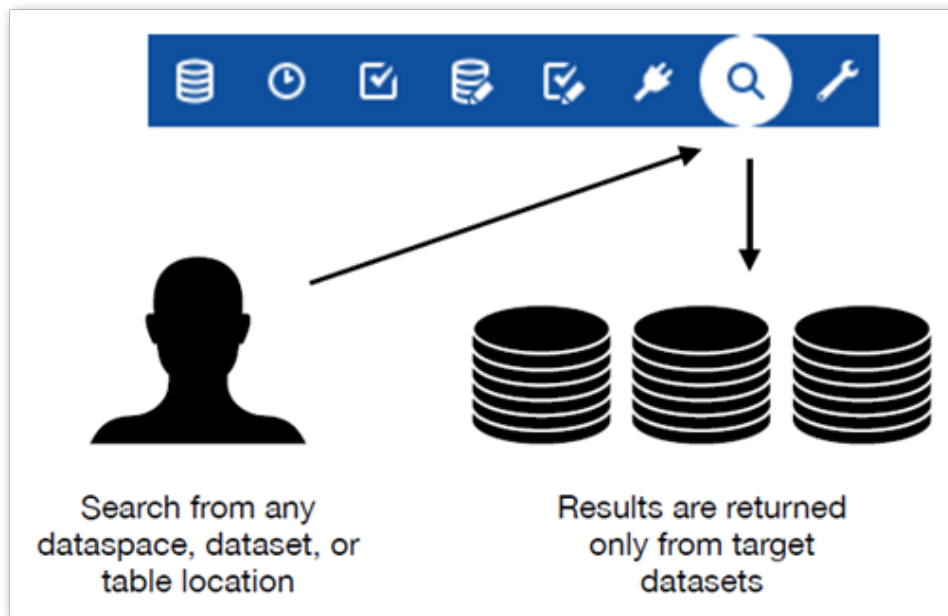 Search from any
dataspace, dataset, or
table location
Results are returned
only from target
datasets